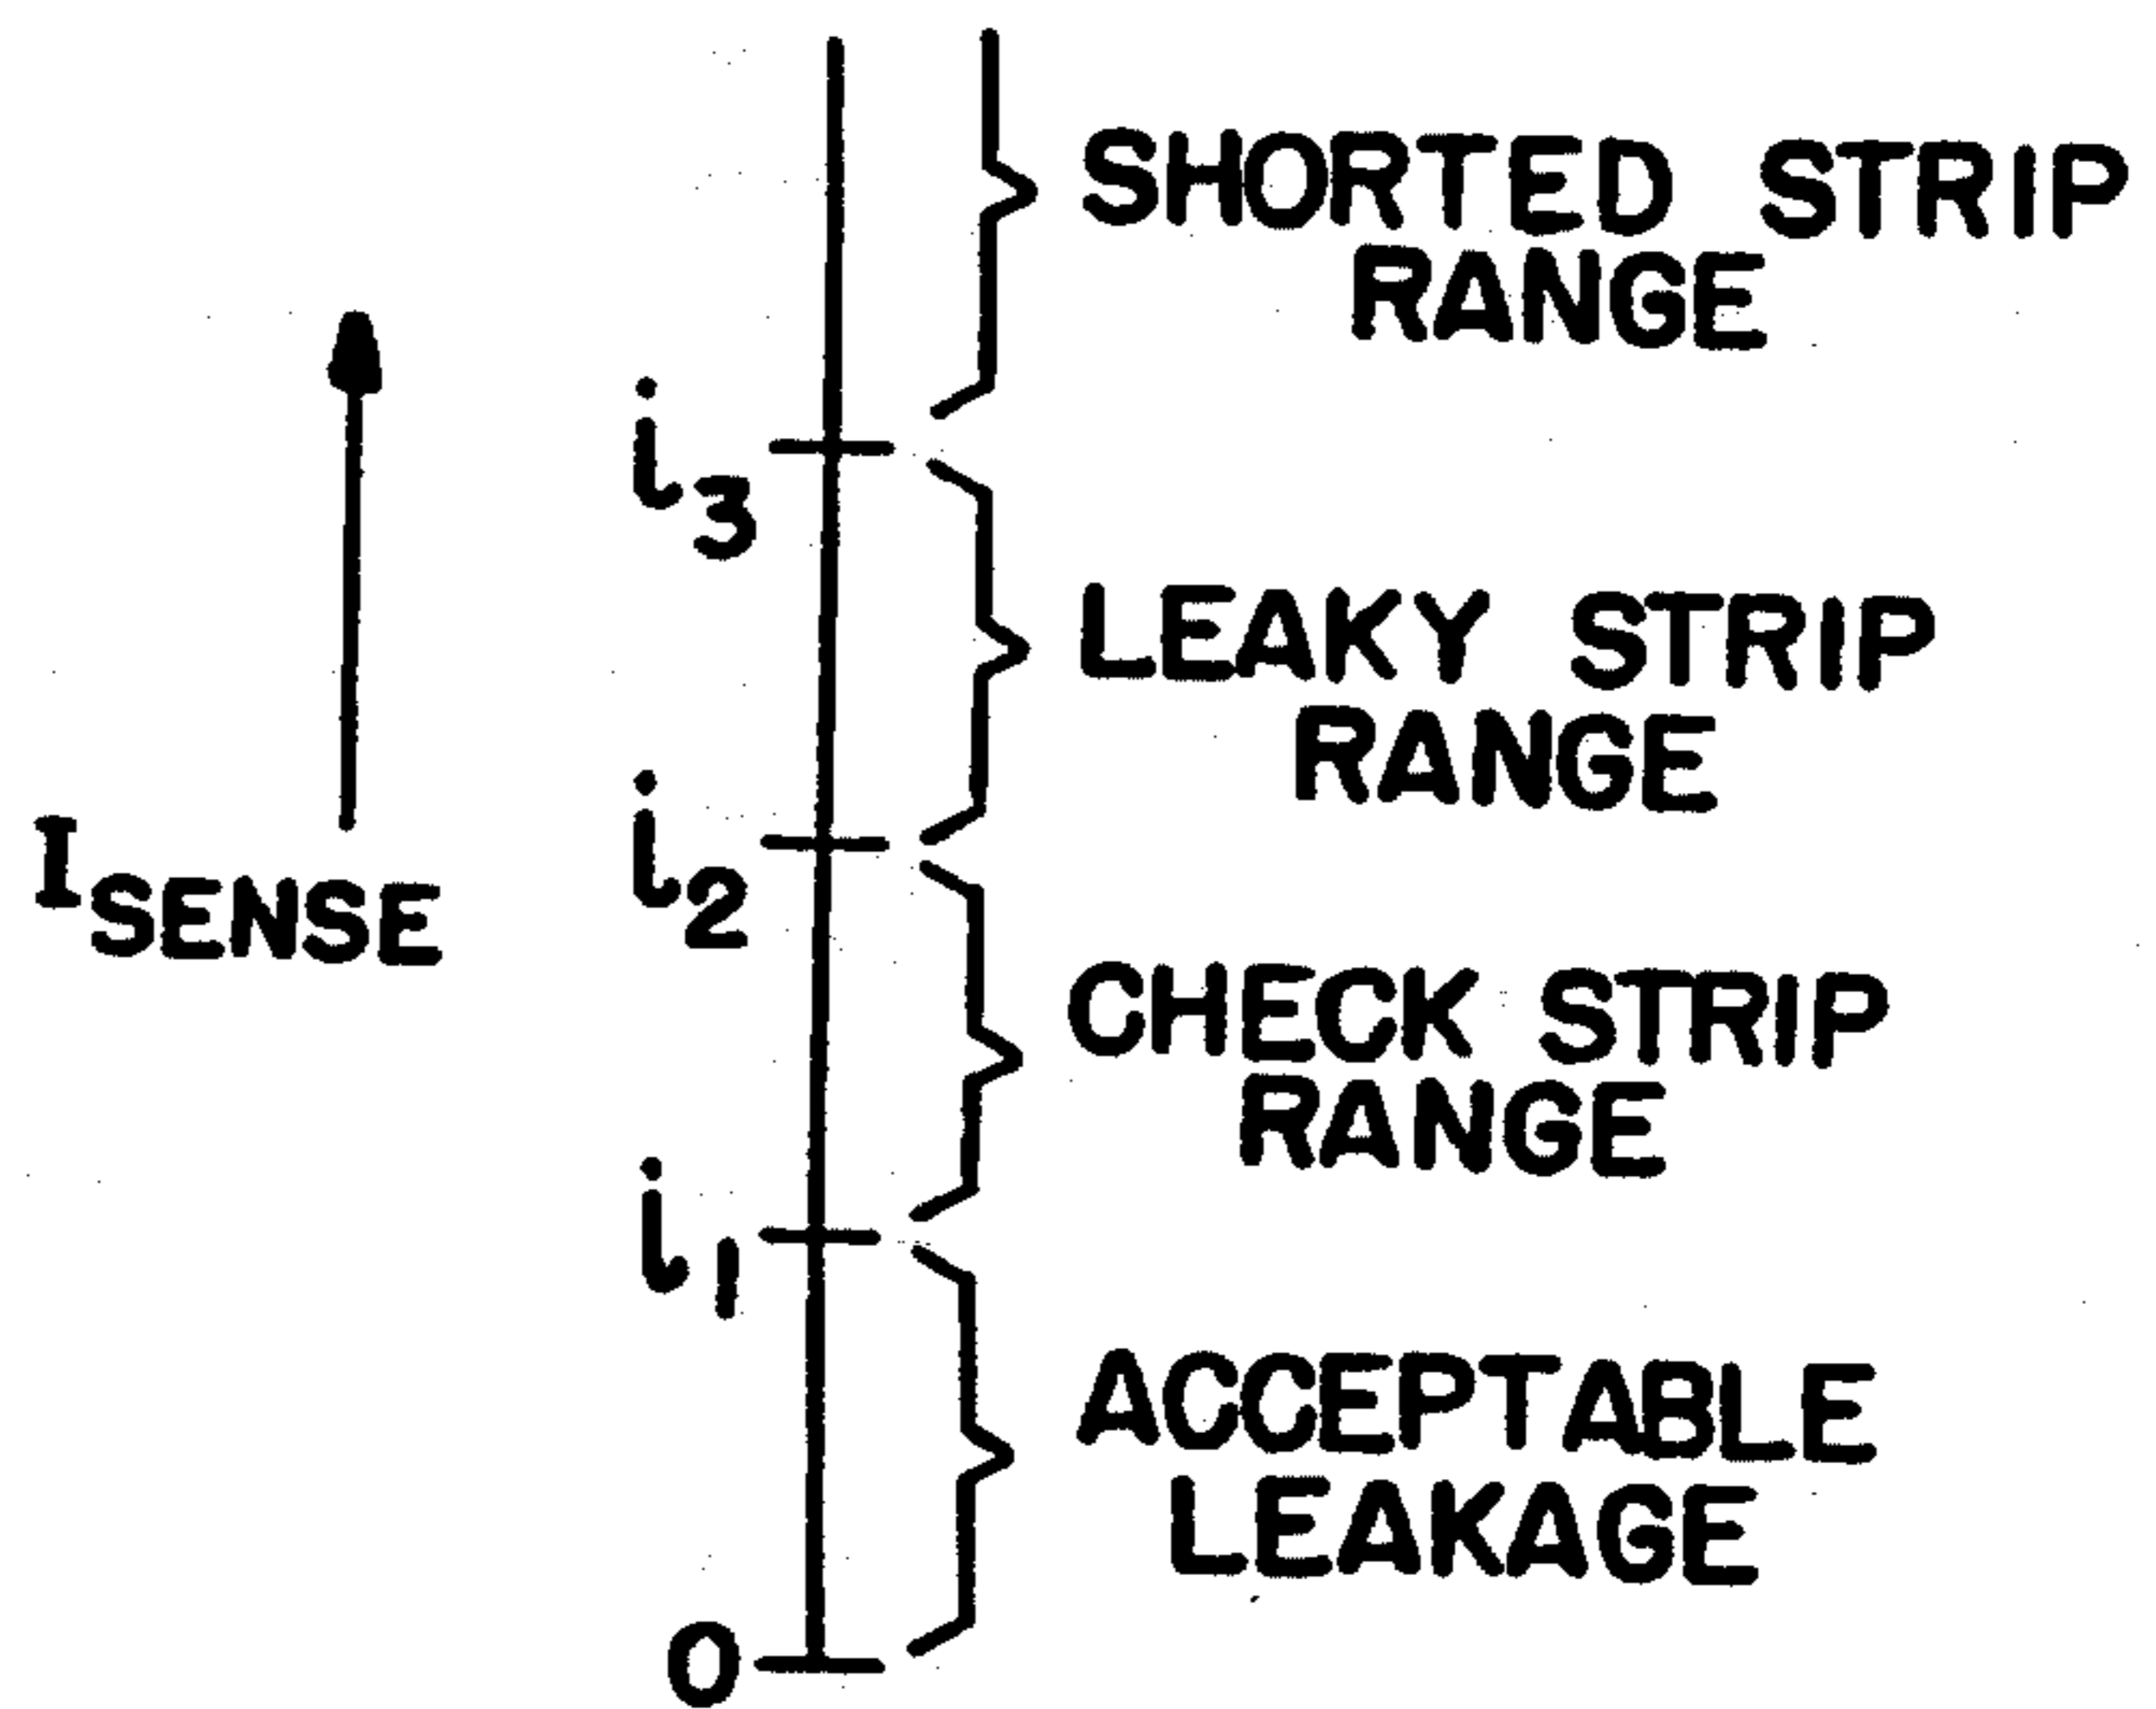 SHORTED STRIP
RANGE
i3
LEAKY STRIP
RANGE
i2
ISENSE
CHECK STRIP
RANGE
i1
ACCEPTABLE
LEAKAGE
0